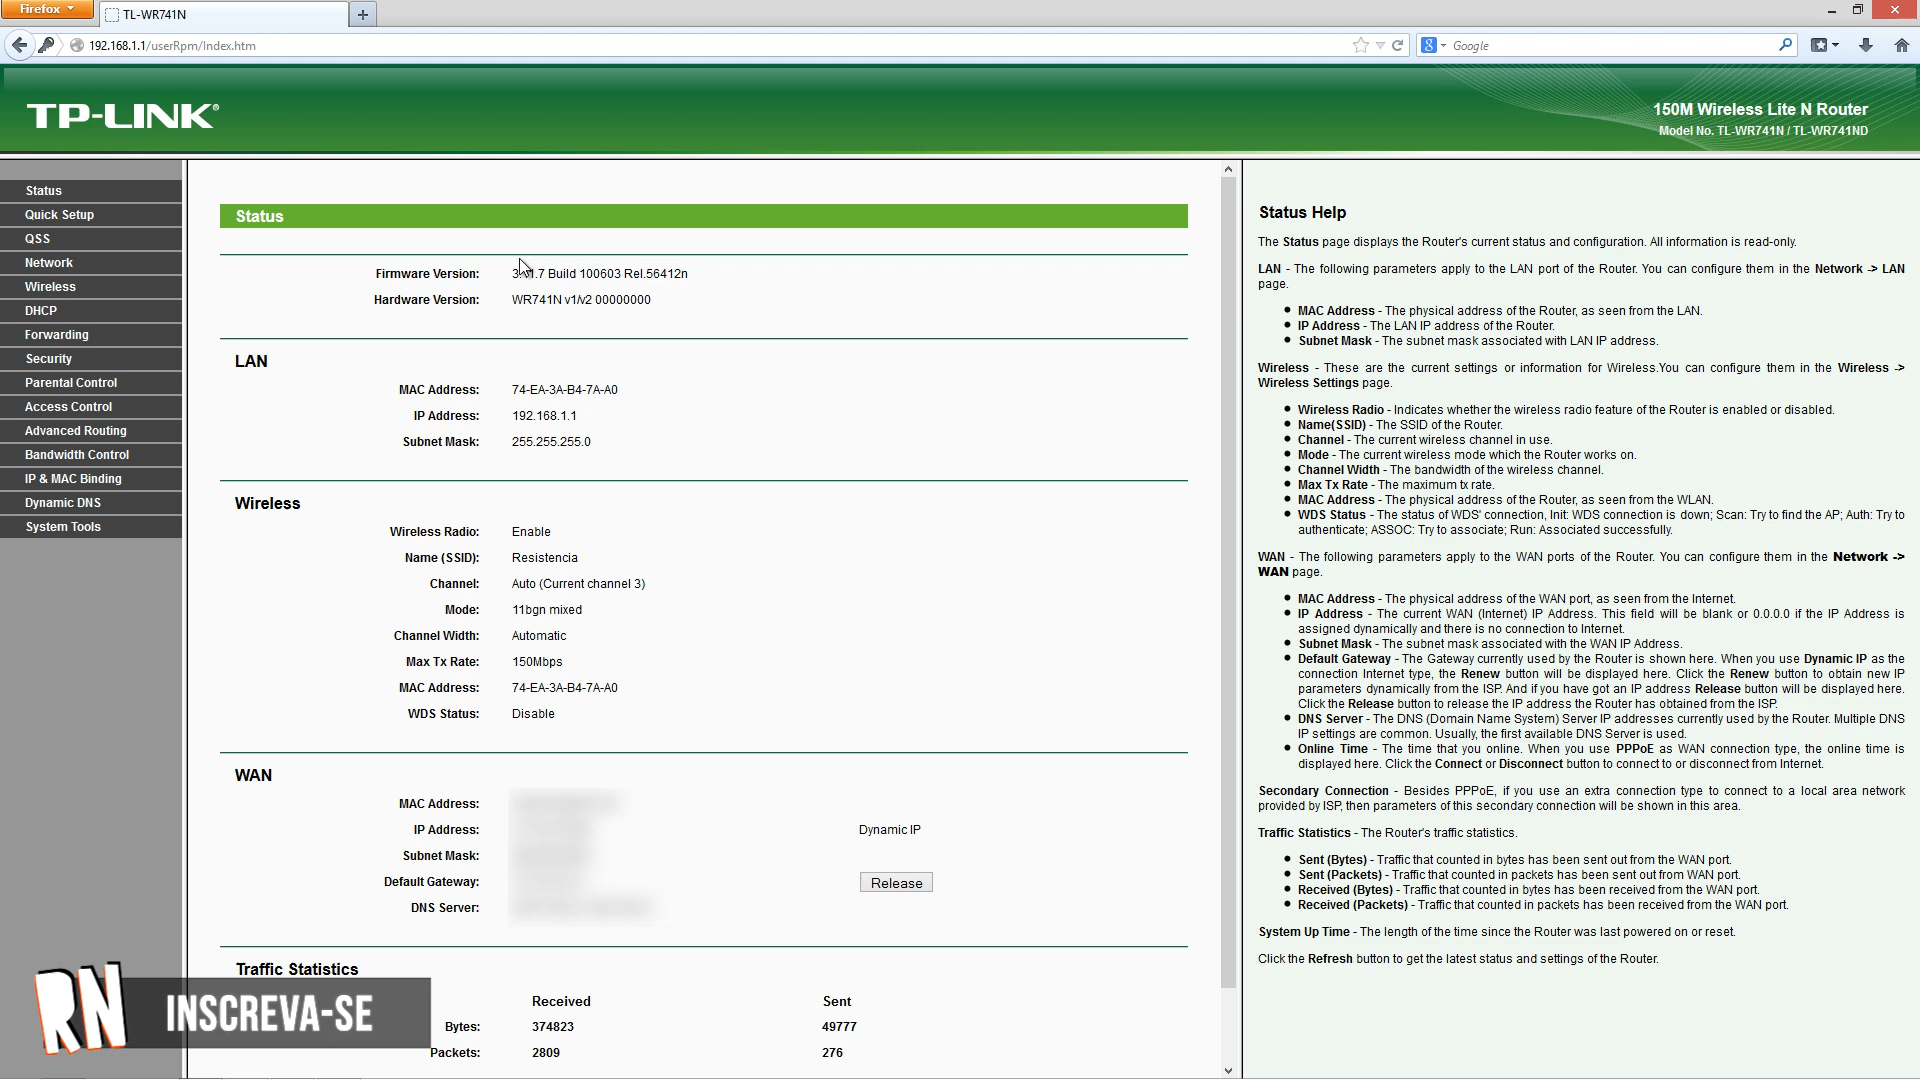 Firefox
TL-WR741N
192.168.1.1/userRpm/Index.htm
Google
TP-LINK®
150M Wireless Lite N Router
Model No. TL-WR741N / TL-WR741ND
Status
Quick Setup
QSS
Network
Wireless
DHCP
Forwarding
Security
Parental Control
Access Control
Advanced Routing
Bandwidth Control
IP & MAC Binding
Dynamic DNS
System Tools
Status
Firmware Version: Build 100603 Rel.56412n
Hardware Version: WR741N v1/v2 00000000
LAN
MAC Address: 74-EA-3A-B4-7A-A0
IP Address: 192.168.1.1
Subnet Mask: 255.255.255.0
Wireless
Wireless Radio: Enable
Name (SSID): Resistencia
Channel: Auto (Current channel 3)
Mode: 11bgn mixed
Channel Width: Automatic
Max Tx Rate: 150Mbps
MAC Address: 74-EA-3A-B4-7A-A0
WDS Status: Disable
WAN
MAC Address:
IP Address: Dynamic IP
Subnet Mask:
Default Gateway: Release
DNS Server:
Traffic Statistics
Received Sent
Bytes: 374823 49777
Packets: 2809 276
RN INSCREVA-SE
Status Help
The Status page displays the Router's current status and configuration. All information is read-only.
LAN - The following parameters apply to the LAN port of the Router. You can configure them in the Network -> LAN
page.
MAC Address - The physical address of the Router, as seen from the LAN.
IP Address - The LAN IP address of the Router.
Subnet Mask - The subnet mask associated with LAN IP address.
Wireless - These are the current settings or information for Wireless.You can configure them in the Wireless ->
Wireless Settings page.
Wireless Radio - Indicates whether the wireless radio feature of the Router is enabled or disabled.
Name(SSID) - The SSID of the Router.
Channel - The current wireless channel in use.
Mode - The current wireless mode which the Router works on.
Channel Width - The bandwidth of the wireless channel.
Max Tx Rate - The maximum tx rate.
MAC Address - The physical address of the Router, as seen from the WLAN.
WDS Status - The status of WDS' connection, Init: WDS connection is down; Scan: Try to find the AP; Auth: Try to
authenticate; ASSOC: Try to associate; Run: Associated successfully.
WAN - The following parameters apply to the WAN ports of the Router. You can configure them in the Network ->
WAN page.
MAC Address - The physical address of the WAN port, as seen from the Internet.
IP Address - The current WAN (Internet) IP Address. This field will be blank or 0.0.0.0 if the IP Address is
assigned dynamically and there is no connection to Internet.
Subnet Mask - The subnet mask associated with the WAN IP Address.
Default Gateway - The Gateway currently used by the Router is shown here. When you use Dynamic IP as the
connection Internet type, the Renew button will be displayed here. Click the Renew button to obtain new IP
parameters dynamically from the ISP. And if you have got an IP address Release button will be displayed here.
Click the Release button to release the IP address the Router has obtained from the ISP.
DNS Server - The DNS (Domain Name System) Server IP addresses currently used by the Router. Multiple DNS
IP settings are common. Usually, the first available DNS Server is used.
Online Time - The time that you online. When you use PPPoE as WAN connection type, the online time is
displayed here. Click the Connect or Disconnect button to connect to or disconnect from Internet.
Secondary Connection - Besides PPPoE, if you use an extra connection type to connect to a local area network
provided by ISP, then parameters of this secondary connection will be shown in this area.
Traffic Statistics - The Router's traffic statistics.
Sent (Bytes) - Traffic that counted in bytes has been sent out from the WAN port.
Sent (Packets) - Traffic that counted in packets has been sent out from WAN port.
Received (Bytes) - Traffic that counted in bytes has been received from the WAN port.
Received (Packets) - Traffic that counted in packets has been received from the WAN port.
System Up Time - The length of the time since the Router was last powered on or reset.
Click the Refresh button to get the latest status and settings of the Router.